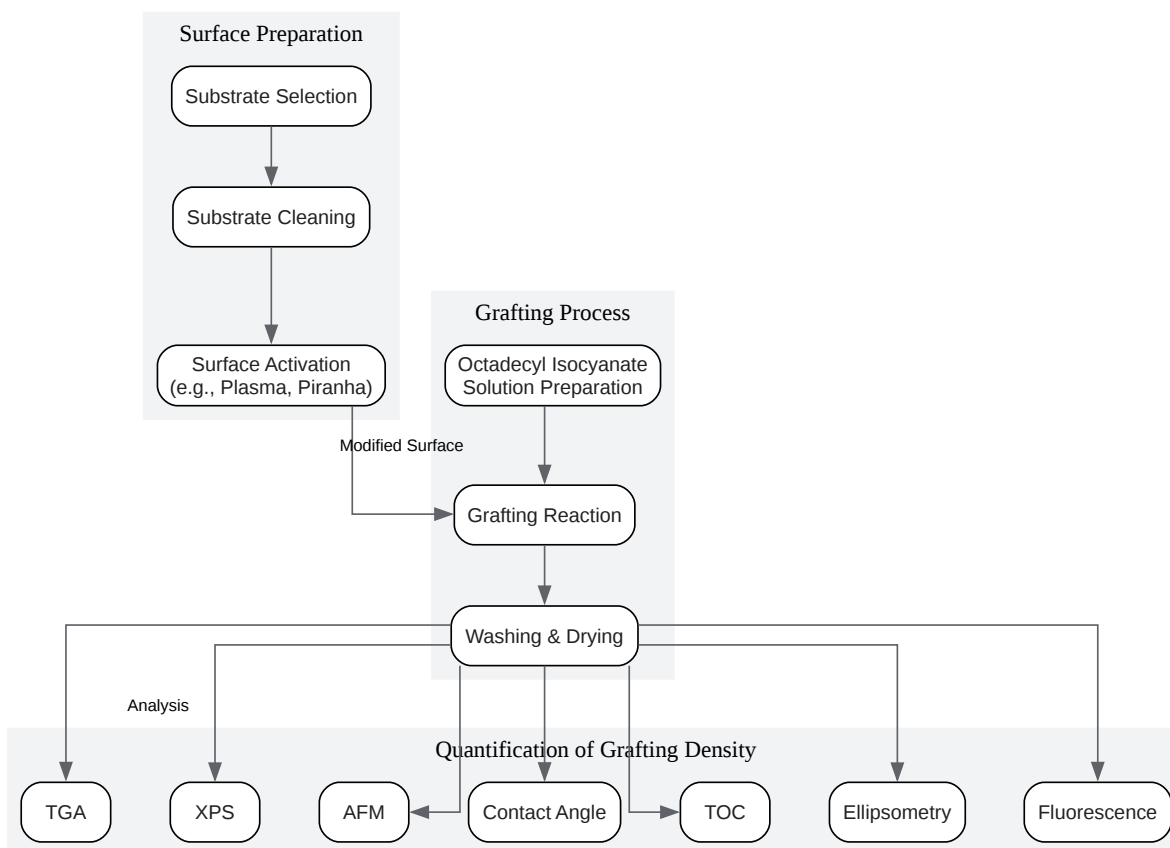 Surface Preparation
Substrate Selection
Substrate Cleaning
Surface Activation
(e.g., Plasma, Piranha)
Grafting Process
Octadecyl Isocyanate
Solution Preparation
Modified Surface
Grafting Reaction
Washing & Drying
Analysis
Quantification of Grafting Density
TGA
XPS
AFM
Contact Angle
TOC
Ellipsometry
Fluorescence